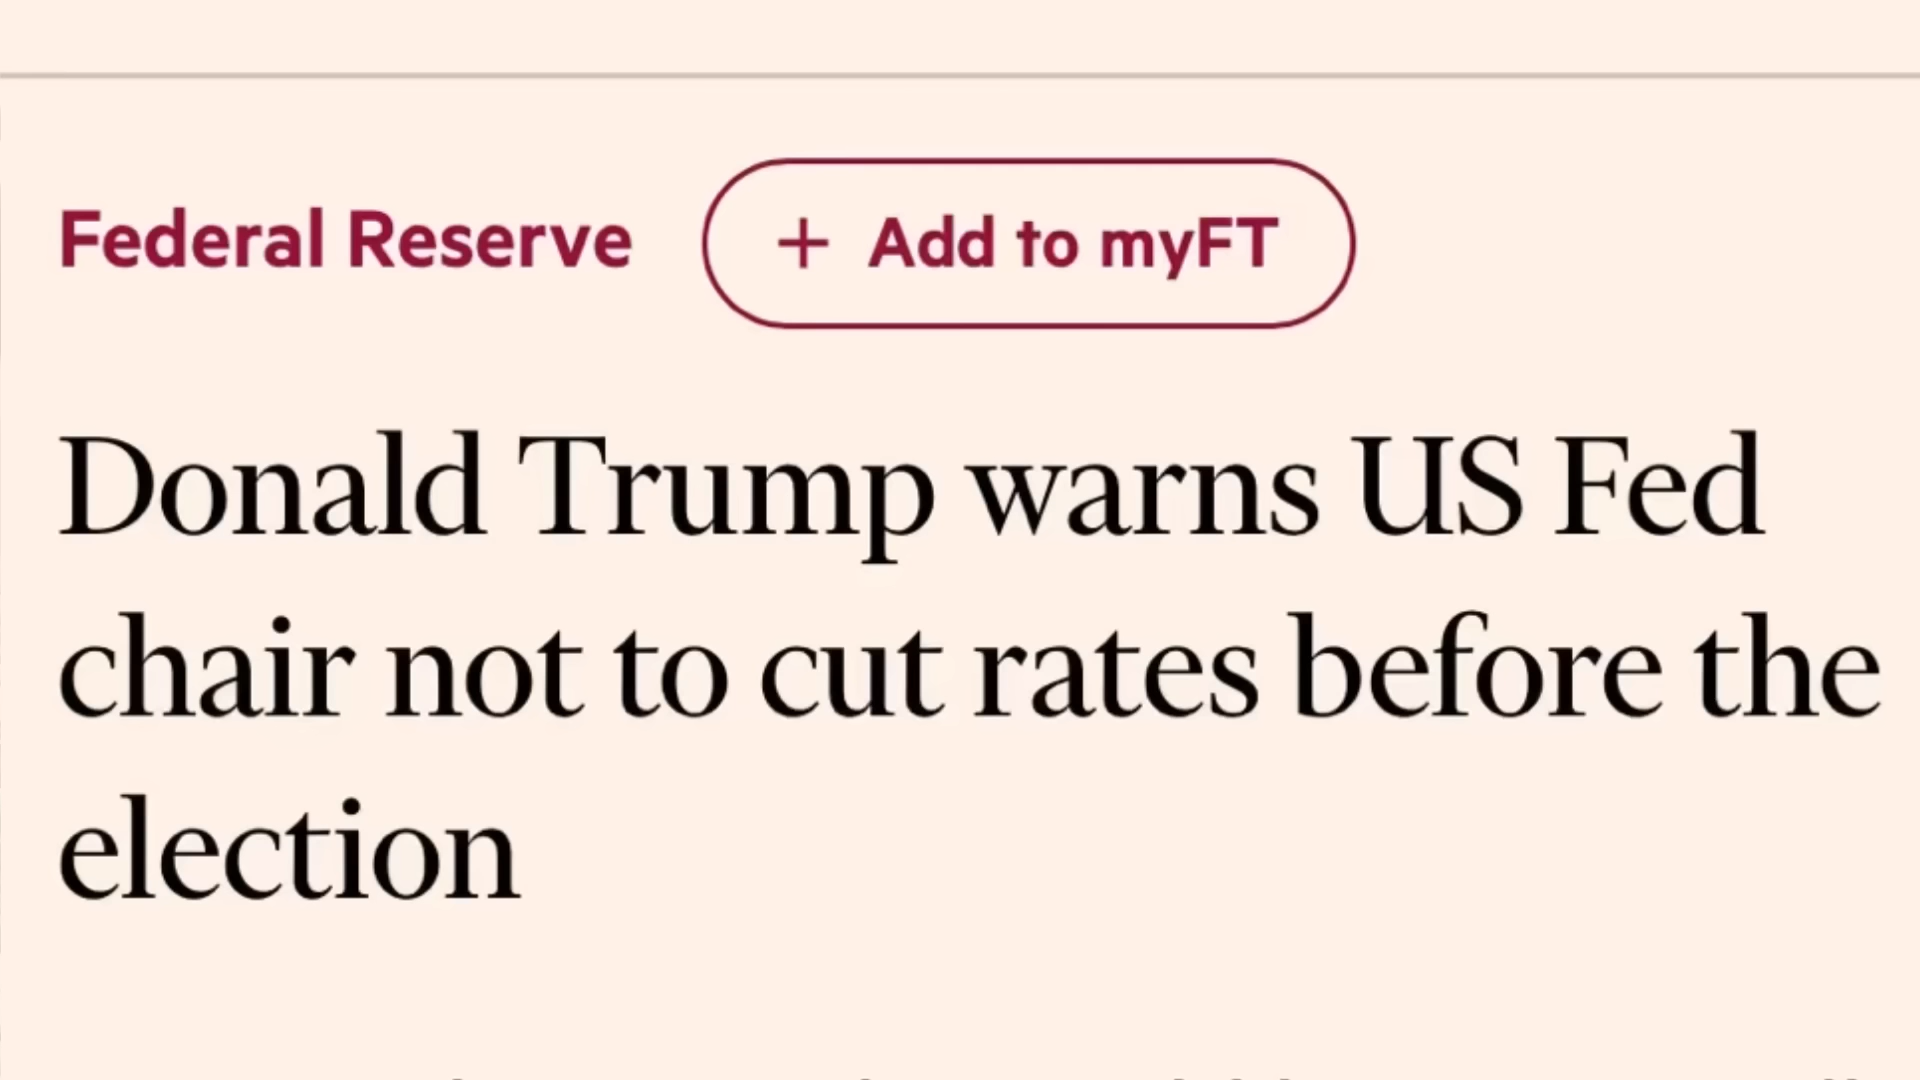 Federal Reserve + Add to myFT
Donald Trump warns US Fed
chair not to cut rates before the
election